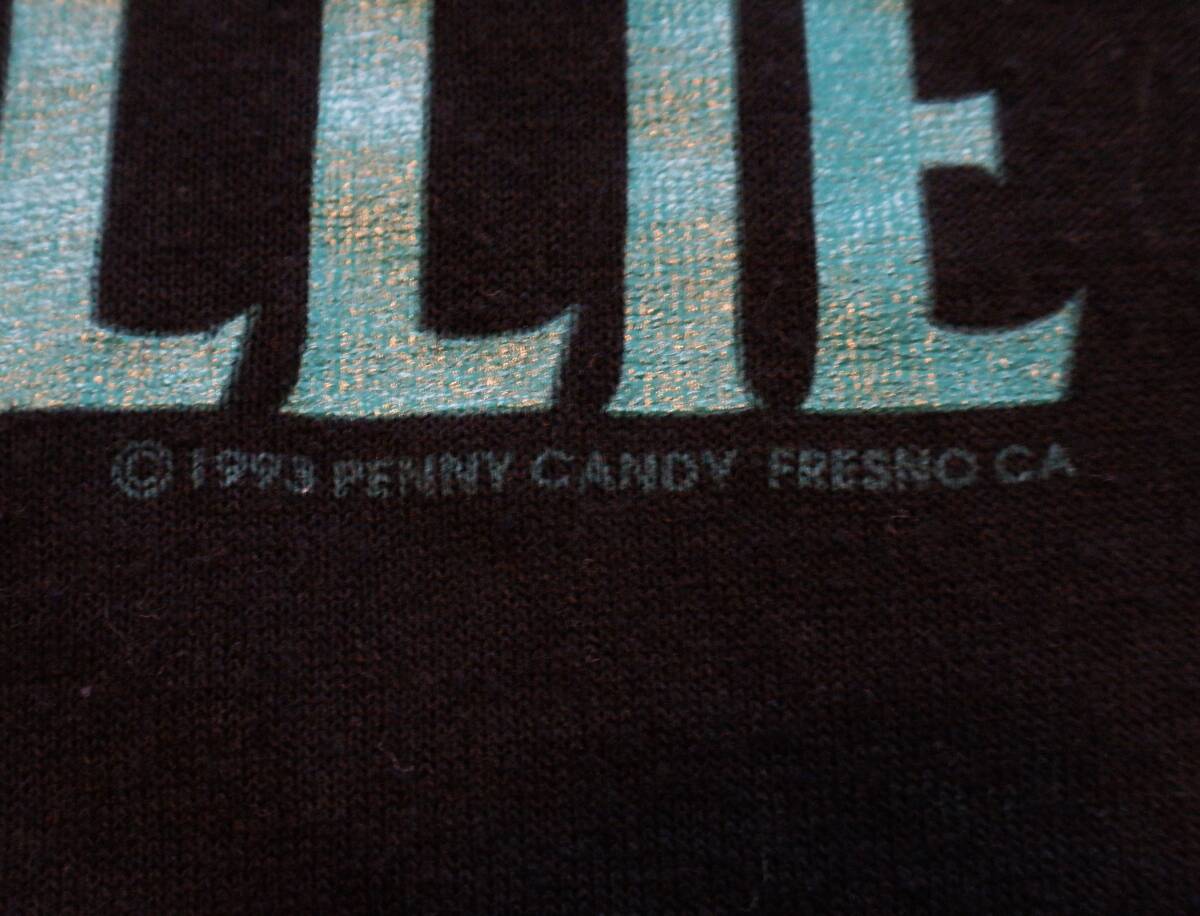 LLIE
© 1993 PENNY CANDY FRESNO CA